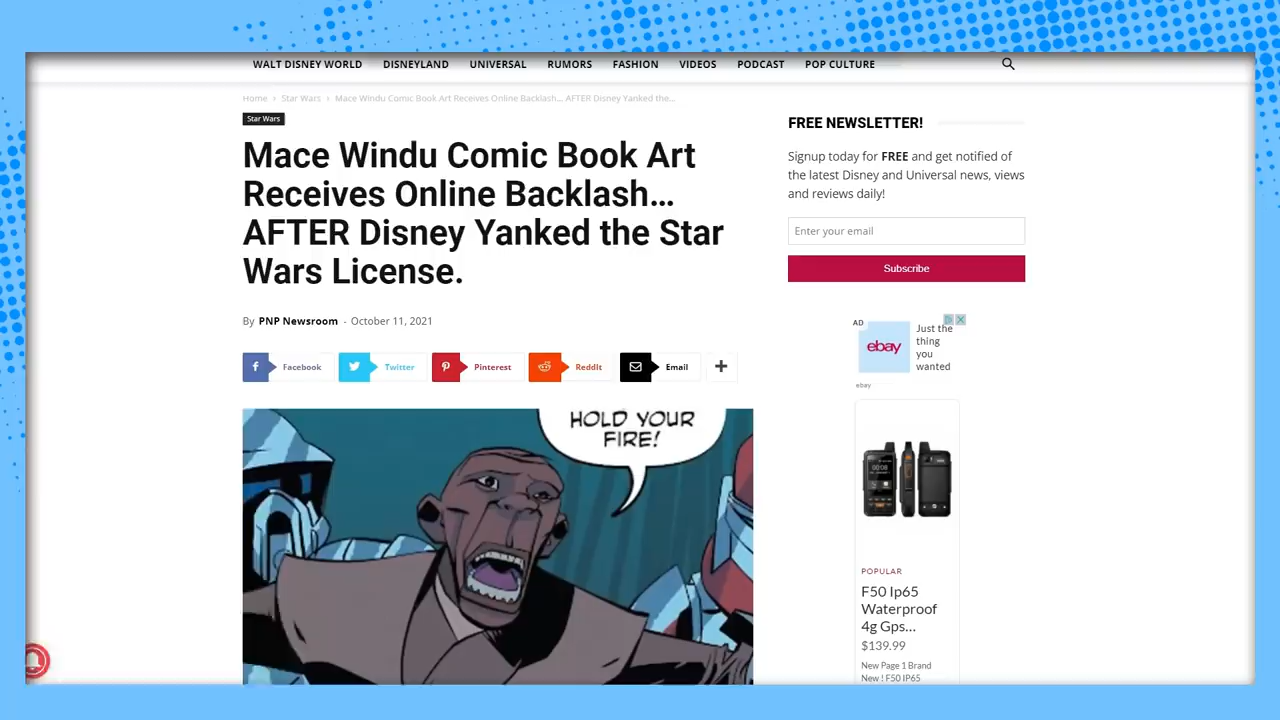 WALT DISNEY WORLD DISNEYLAND UNIVERSAL RUMORS FASHION VIDEOS PODCAST POP CULTURE
Home › Star Wars › Mace Windu Comic Book Art Receives Online Backlash... AFTER Disney Yanked the...
Star Wars
Mace Windu Comic Book Art
Receives Online Backlash...
AFTER Disney Yanked the Star
Wars License.
By PNP Newsroom - October 11, 2021
Facebook Twitter Pinterest ReddIt Email
HOLD YOUR
FIRE!
FREE NEWSLETTER!
Signup today for FREE and get notified of
the latest Disney and Universal news, views
and reviews daily!
Enter your email
Subscribe
AD
ebay
Just the
thing
you
wanted
ebay
POPULAR
F50 Ip65
Waterproof
4g Gps...
$139.99
New Page 1 Brand
New ! F50 IP65